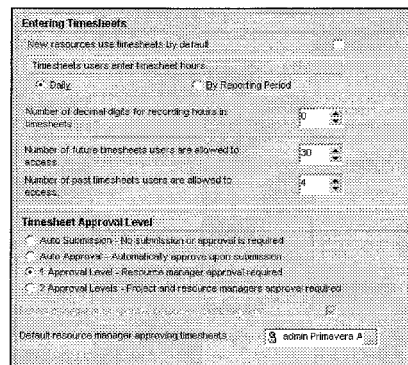 Entering Timesheets
New resources use timesheets by default
Timesheets users enter timesheet hours
Daily By Reporting Period
Number of decimal digits for recording hours in timesheets 0
Number of future timesheets users are allowed to access. 30
Number of past timesheets users are allowed to access. 4
Timesheet Approval Level
Auto Submission - No submission or approval is required
Auto Approval - Automatically approve upon submission
1 Approval Level - Resource manager approval required
2 Approval Levels - Project and resource managers approval required
Default resource manager approving timesheets admin Primavera A ...